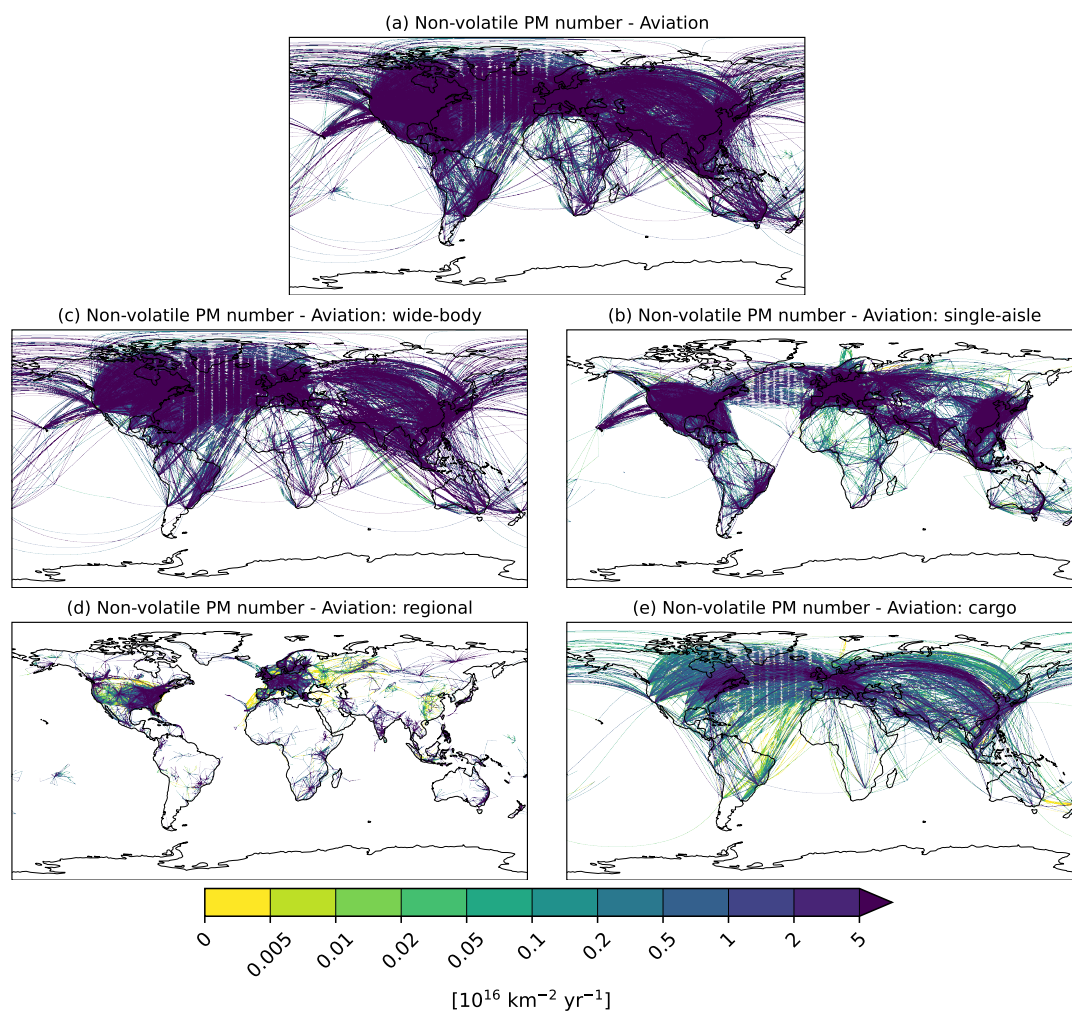 (a) Non-volatile PM number - Aviation
(c) Non-volatile PM number - Aviation: wide-body
(b) Non-volatile PM number - Aviation: single-aisle
(d) Non-volatile PM number - Aviation: regional
(e) Non-volatile PM number - Aviation: cargo
0 0.005 0.01 0.02 0.05 0.1 0.2 0.5 1 2 5
[10¹⁶ km⁻² yr⁻¹]